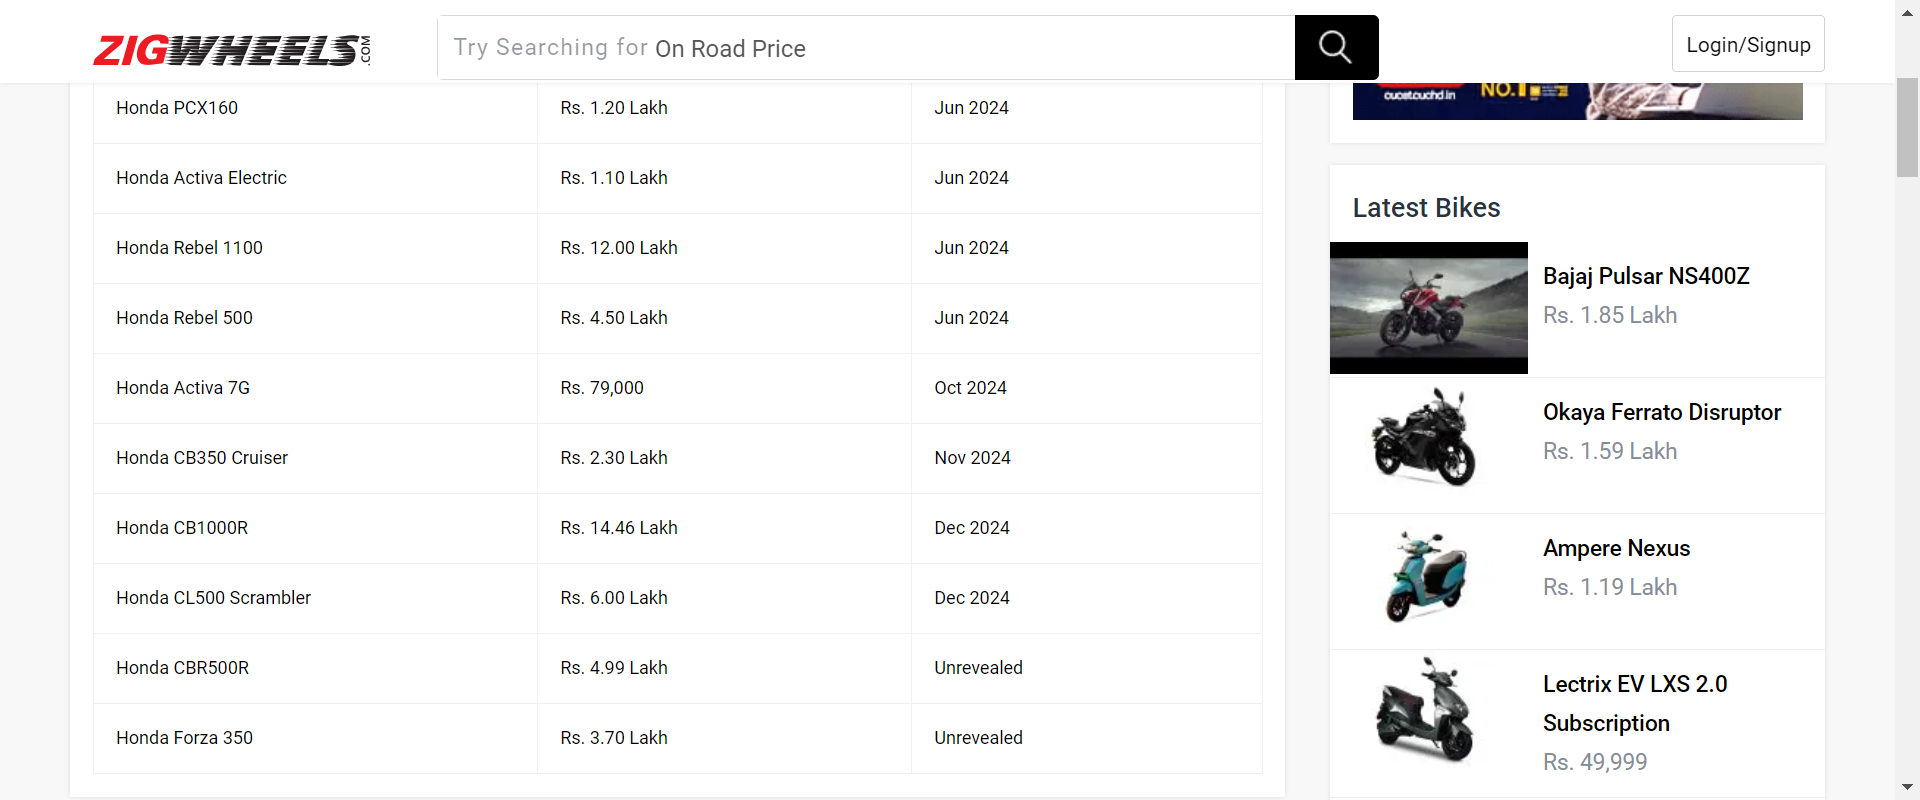 ZIGWHEELS.COM
Try Searching for On Road Price
Login/Signup
Honda PCX160 Rs. 1.20 Lakh Jun 2024
Honda Activa Electric Rs. 1.10 Lakh Jun 2024
Honda Rebel 1100 Rs. 12.00 Lakh Jun 2024
Honda Rebel 500 Rs. 4.50 Lakh Jun 2024
Honda Activa 7G Rs. 79,000 Oct 2024
Honda CB350 Cruiser Rs. 2.30 Lakh Nov 2024
Honda CB1000R Rs. 14.46 Lakh Dec 2024
Honda CL500 Scrambler Rs. 6.00 Lakh Dec 2024
Honda CBR500R Rs. 4.99 Lakh Unrevealed
Honda Forza 350 Rs. 3.70 Lakh Unrevealed
cucet.cuchd.in
NO.1
Latest Bikes
Bajaj Pulsar NS400Z
Rs. 1.85 Lakh
Okaya Ferrato Disruptor
Rs. 1.59 Lakh
Ampere Nexus
Rs. 1.19 Lakh
Lectrix EV LXS 2.0
Subscription
Rs. 49,999